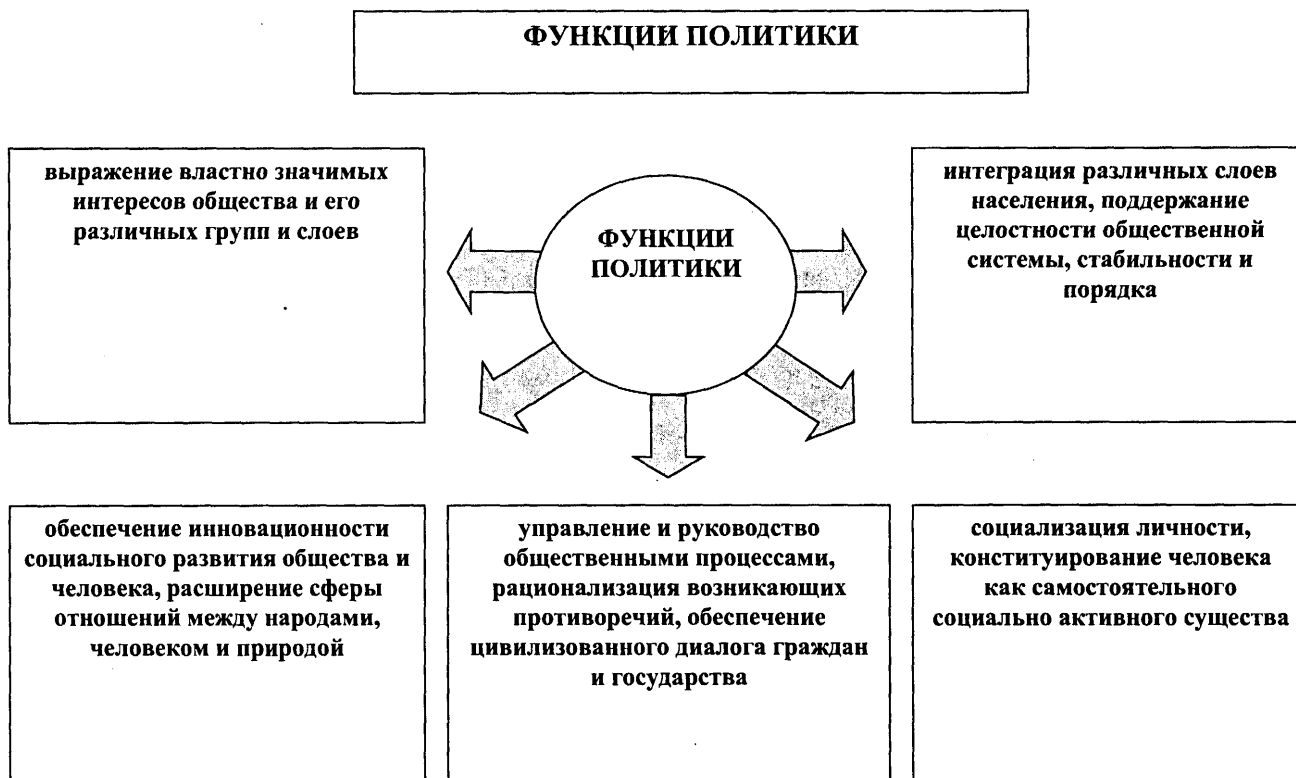 ФУНКЦИИ ПОЛИТИКИ
выражение властно значимых
интересов общества и его
различных групп и слоев
ФУНКЦИИ
ПОЛИТИКИ
интеграция различных слоев
населения, поддержание
целостности общественной
системы, стабильности и
порядка
обеспечение инновационности
социального развития общества и
человека, расширение сферы
отношений между народами,
человеком и природой
управление и руководство
общественными процессами,
рационализация возникающих
противоречий, обеспечение
цивилизованного диалога граждан
и государства
социализация личности,
конституирование человека
как самостоятельного
социально активного существа